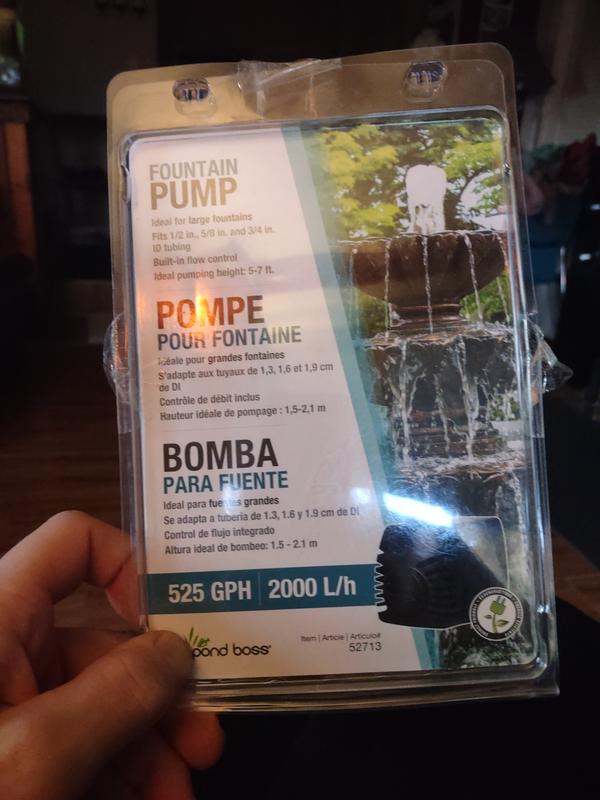 FOUNTAIN
PUMP
Ideal for large fountains
Fits 1/2 in., 5/8 in. and 3/4 in.
ID tubing
Built-in flow control
Ideal pumping height: 5-7 ft.
POMPE
POUR FONTAINE
Idéale pour grandes fontaines
S'adapte aux tuyaux de 1,3, 1,6 et 1,9 cm
de DI
Contrôle de débit inclus
Hauteur idéale de pompage : 1,5-2,1 m
BOMBA
PARA FUENTE
Ideal para fuentes grandes
Se adapta a tubería de 1.3, 1.6 y 1.9 cm de DI
Control de flujo integrado
Altura ideal de bombeo: 1.5 - 2.1 m
525 GPH | 2000 L/h
pond boss®
Item | Article | Artículo#
52713